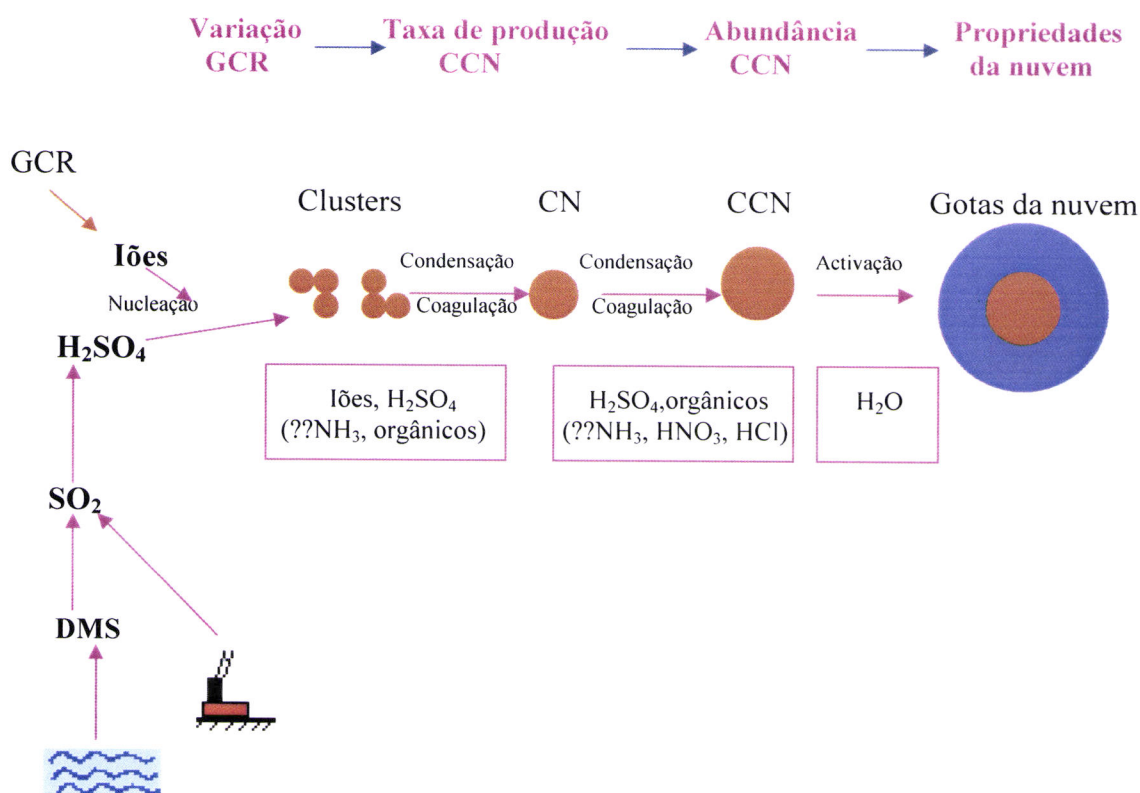 Variação Taxa de produção Abundância Propriedades
GCR CCN CCN da nuvem
GCR
Clusters CN CCN Gotas da nuvem
Iões
Condensação Condensação Activação
Nucleação
Coagulação Coagulação
H₂SO₄
Iões, H₂SO₄
(??NH₃, orgânicos)
H₂SO₄,orgânicos
(??NH₃, HNO₃, HCl)
H₂O
SO₂
DMS